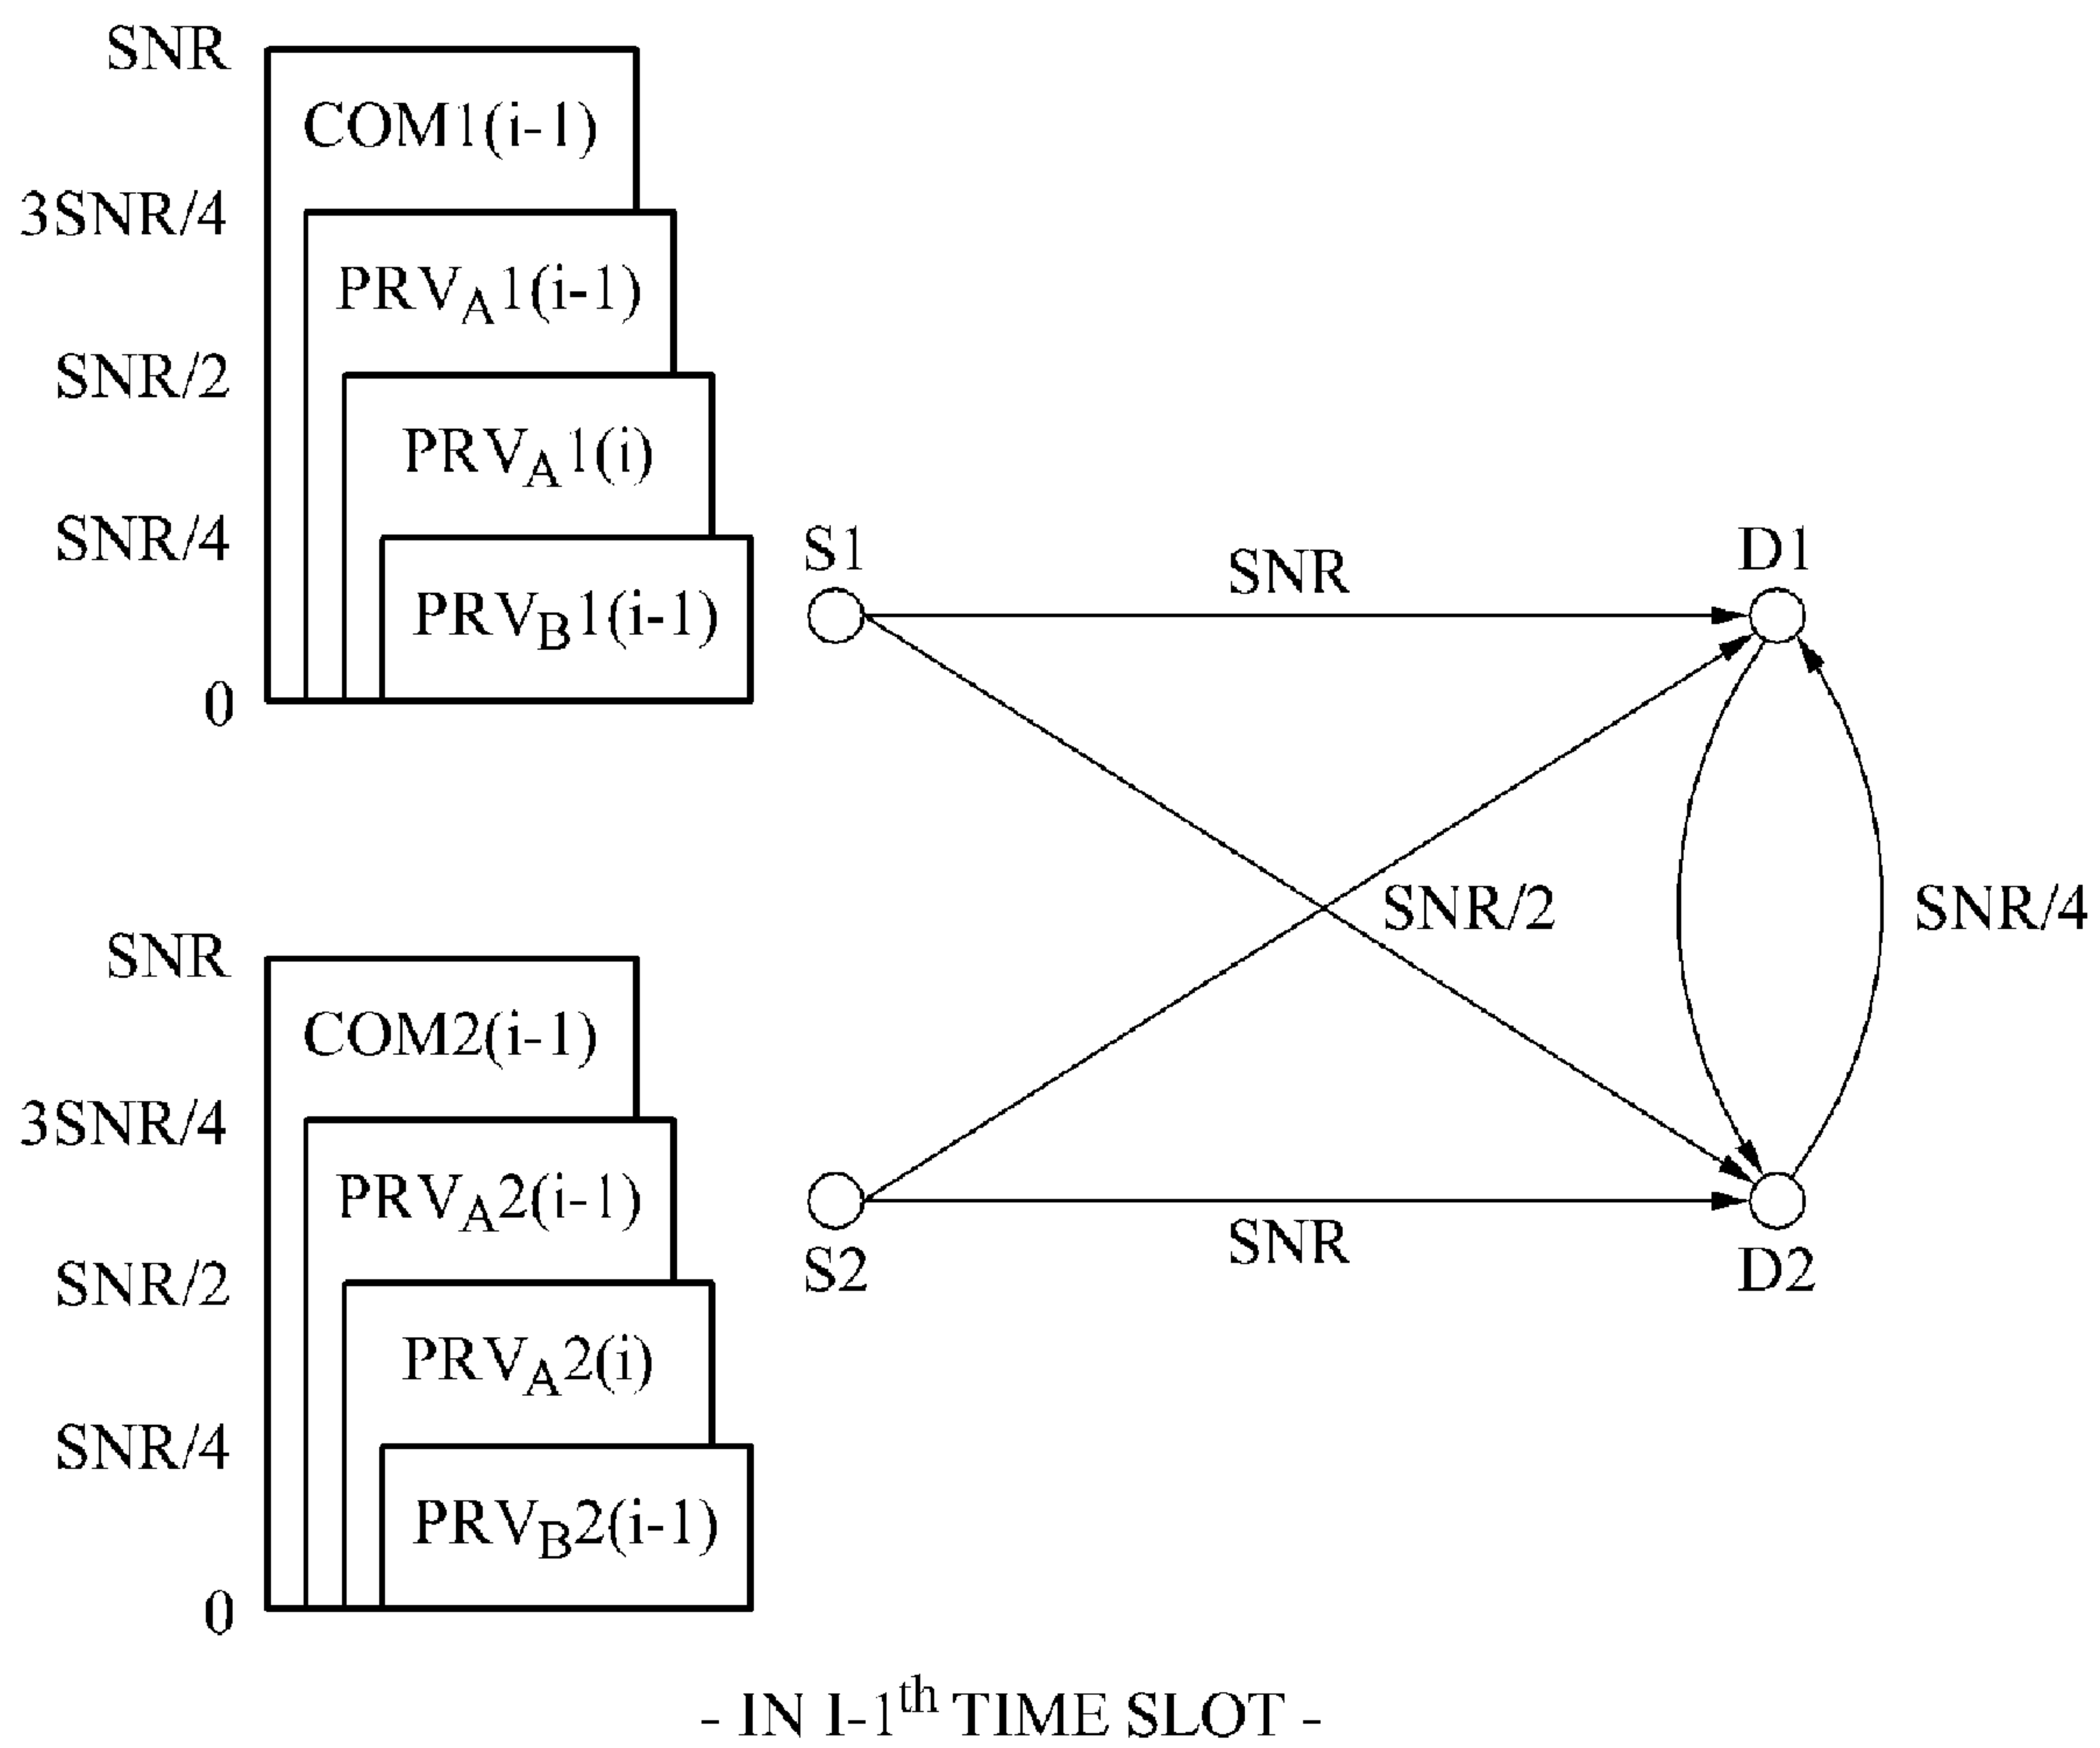 SNR
COM1(i-1)
3SNR/4
PRVA1(i-1)
SNR/2
PRVA1(i)
SNR/4
PRVB1(i-1)
0
S1
SNR
D1
SNR/2
SNR/4
SNR
COM2(i-1)
3SNR/4
PRVA2(i-1)
SNR/2
PRVA2(i)
SNR/4
PRVB2(i-1)
0
S2
SNR
D2
- IN I-1th TIME SLOT -